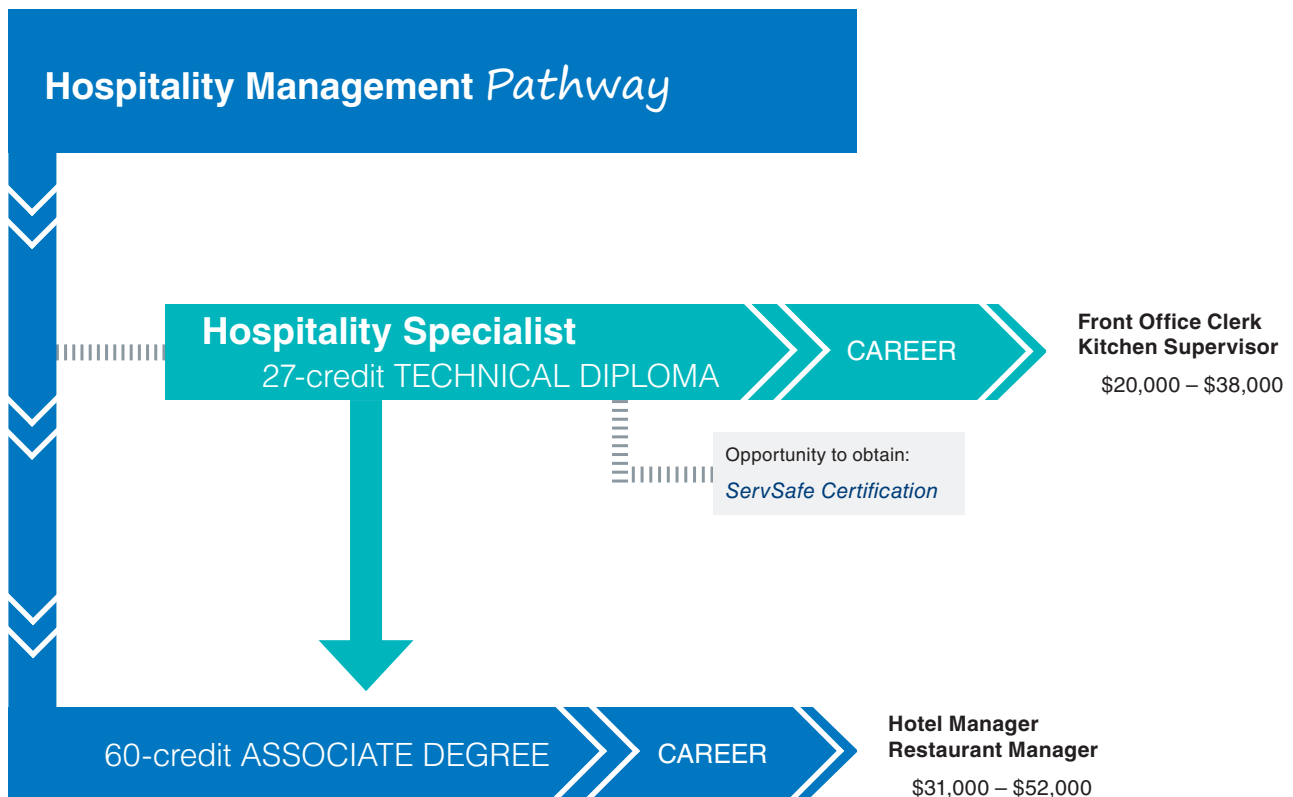 Hospitality Management Pathway
Hospitality Specialist
27-credit TECHNICAL DIPLOMA
CAREER
Front Office Clerk
Kitchen Supervisor
$20,000 – $38,000
Opportunity to obtain:
ServSafe Certification
60-credit ASSOCIATE DEGREE
CAREER
Hotel Manager
Restaurant Manager
$31,000 – $52,000